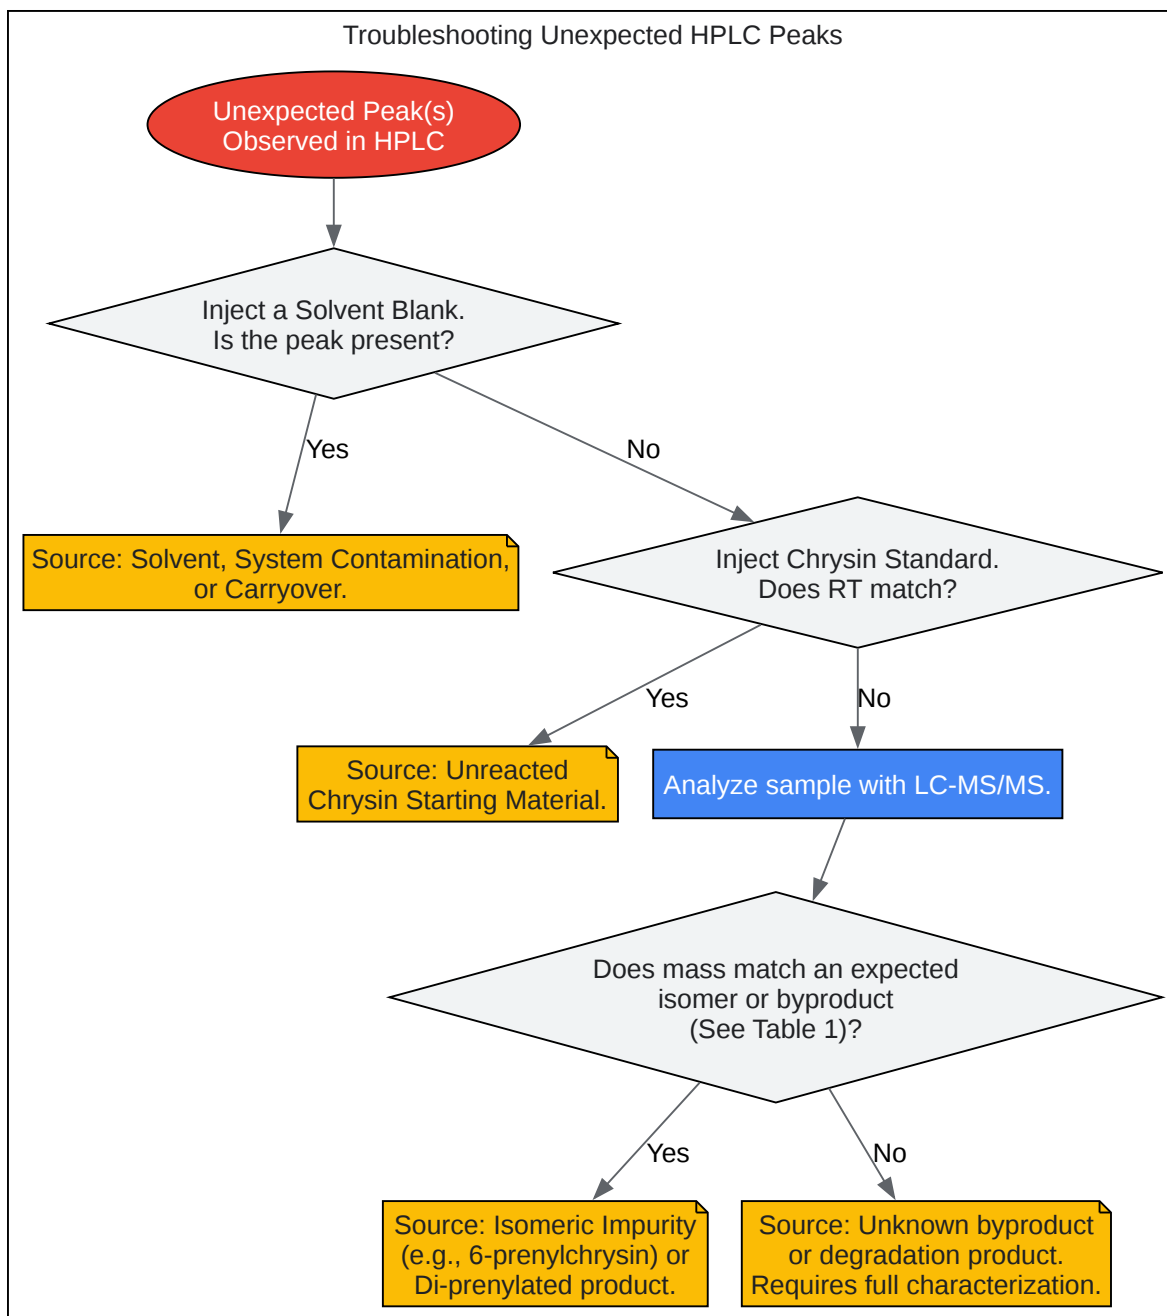 Troubleshooting Unexpected HPLC Peaks
Unexpected Peak(s)
Observed in HPLC
Inject a Solvent Blank.
Is the peak present?
Yes
No
Source: Solvent, System Contamination,
or Carryover.
Inject Chrysin Standard.
Does RT match?
Yes
No
Source: Unreacted
Chrysin Starting Material.
Analyze sample with LC-MS/MS.
Does mass match an expected
isomer or byproduct
(See Table 1)?
Yes
No
Source: Isomeric Impurity
(e.g., 6-prenylchrysin) or
Di-prenylated product.
Source: Unknown byproduct
or degradation product.
Requires full characterization.